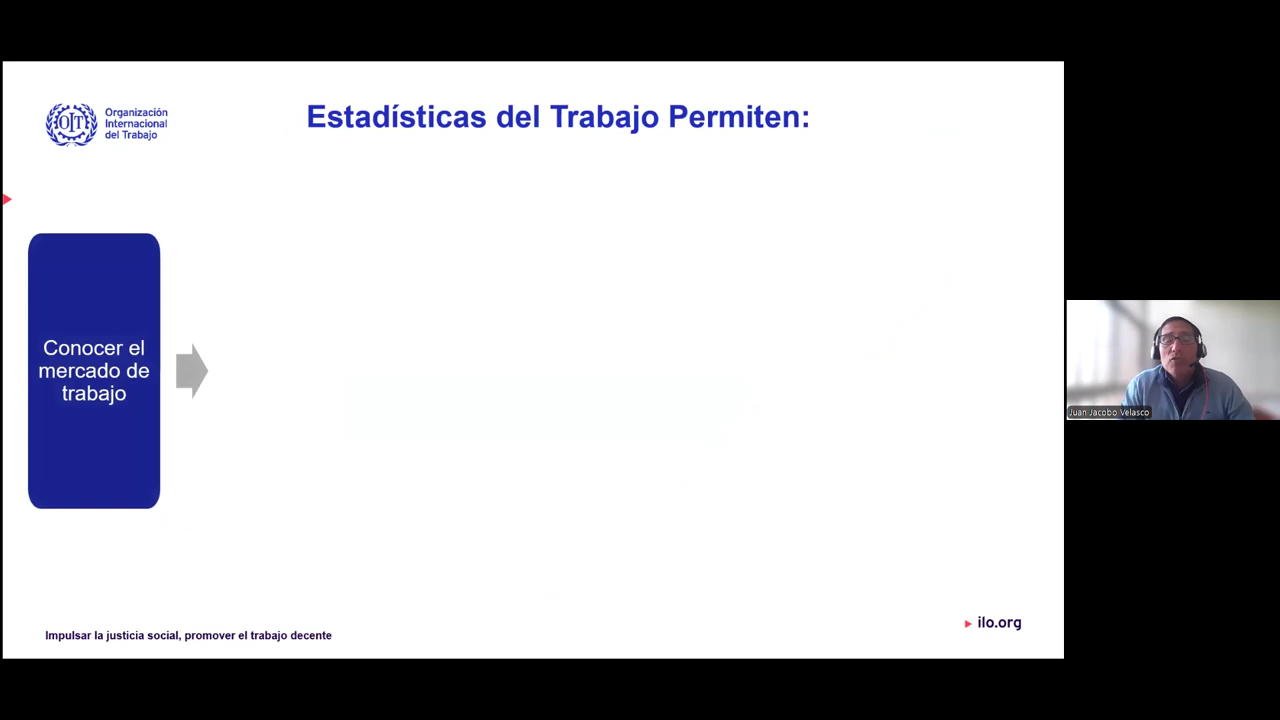 OIT
Organización
Internacional
del Trabajo
Estadísticas del Trabajo Permiten:
Conocer el
mercado de
trabajo
Juan Jacobo Velasco
Impulsar la justicia social, promover el trabajo decente
ilo.org